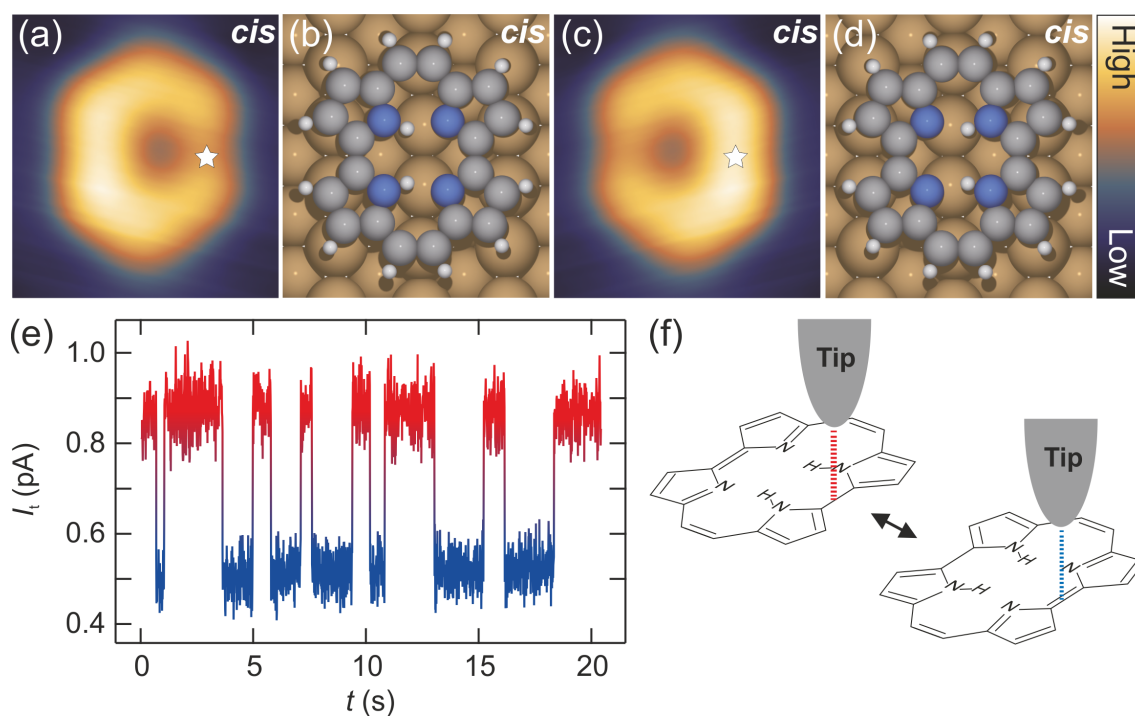 (a) cis
(b) cis
(c) cis
(d) cis
High
Low
(e)
1.0
0.8
0.6
0.4
It (pA)
0 5 10 15 20
t (s)
(f)
Tip
N
H-N
H
N
N
Tip
N
H
N
N-H
N